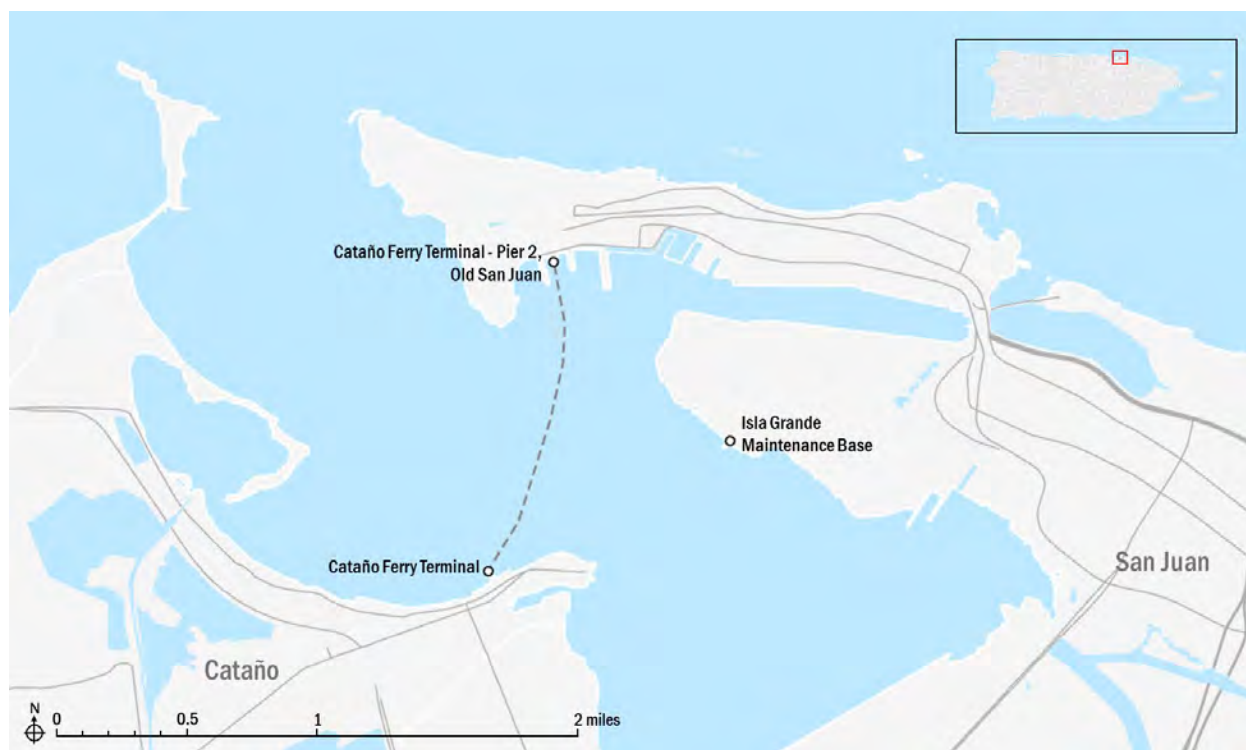 Cataño Ferry Terminal - Pier 2,
Old San Juan
Isla Grande
Maintenance Base
Cataño Ferry Terminal
San Juan
Cataño
N
0 0.5 1 2 miles